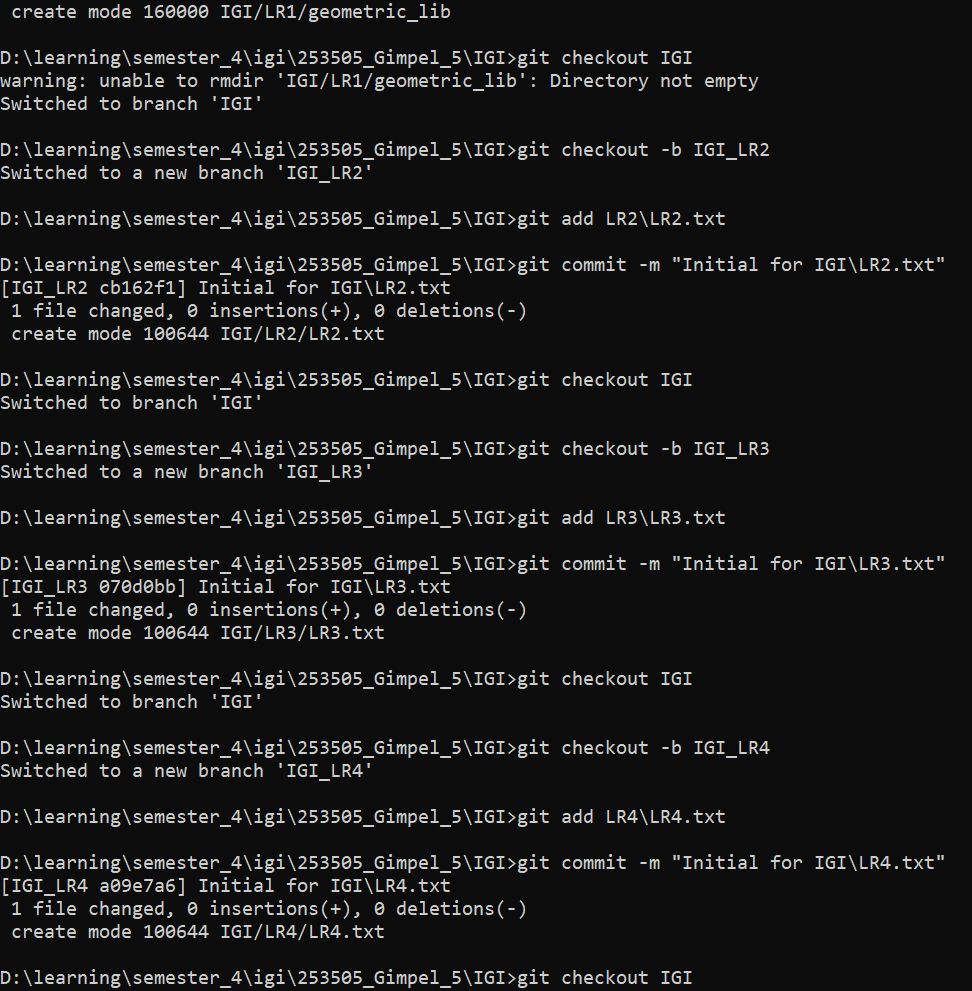 create mode 160000 IGI/LR1/geometric_lib
D:\learning\semester_4\igi\253505_Gimpel_5\IGI>git checkout IGI
warning: unable to rmdir 'IGI/LR1/geometric_lib': Directory not empty
Switched to branch 'IGI'
D:\learning\semester_4\igi\253505_Gimpel_5\IGI>git checkout -b IGI_LR2
Switched to a new branch 'IGI_LR2'
D:\learning\semester_4\igi\253505_Gimpel_5\IGI>git add LR2\LR2.txt
D:\learning\semester_4\igi\253505_Gimpel_5\IGI>git commit -m "Initial for IGI\LR2.txt"
[IGI_LR2 cb162f1] Initial for IGI\LR2.txt
1 file changed, 0 insertions(+), 0 deletions(-)
create mode 100644 IGI/LR2/LR2.txt
D:\learning\semester_4\igi\253505_Gimpel_5\IGI>git checkout IGI
Switched to branch 'IGI'
D:\learning\semester_4\igi\253505_Gimpel_5\IGI>git checkout -b IGI_LR3
Switched to a new branch 'IGI_LR3'
D:\learning\semester_4\igi\253505_Gimpel_5\IGI>git add LR3\LR3.txt
D:\learning\semester_4\igi\253505_Gimpel_5\IGI>git commit -m "Initial for IGI\LR3.txt"
[IGI_LR3 070d0bb] Initial for IGI\LR3.txt
1 file changed, 0 insertions(+), 0 deletions(-)
create mode 100644 IGI/LR3/LR3.txt
D:\learning\semester_4\igi\253505_Gimpel_5\IGI>git checkout IGI
Switched to branch 'IGI'
D:\learning\semester_4\igi\253505_Gimpel_5\IGI>git checkout -b IGI_LR4
Switched to a new branch 'IGI_LR4'
D:\learning\semester_4\igi\253505_Gimpel_5\IGI>git add LR4\LR4.txt
D:\learning\semester_4\igi\253505_Gimpel_5\IGI>git commit -m "Initial for IGI\LR4.txt"
[IGI_LR4 a09e7a6] Initial for IGI\LR4.txt
1 file changed, 0 insertions(+), 0 deletions(-)
create mode 100644 IGI/LR4/LR4.txt
D:\learning\semester_4\igi\253505_Gimpel_5\IGI>git checkout IGI